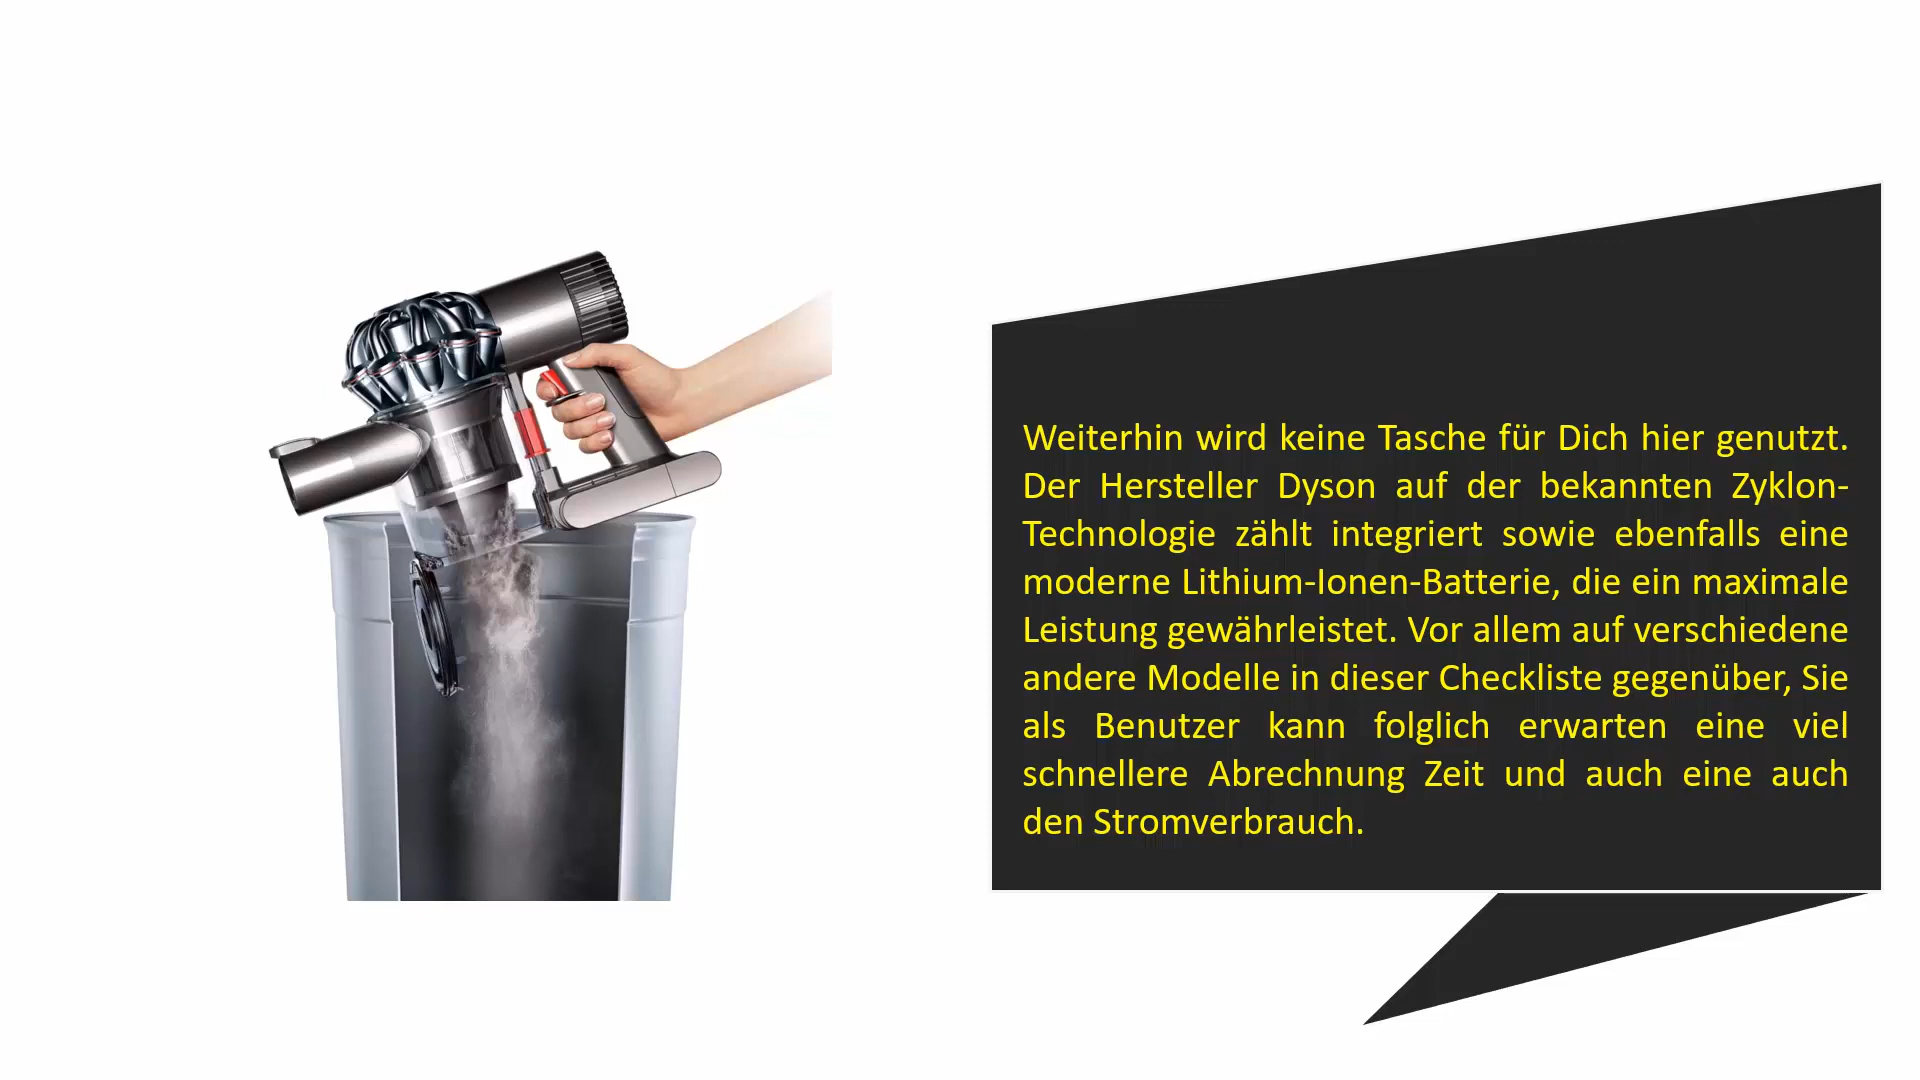 Weiterhin wird keine Tasche für Dich hier genutzt.
Der Hersteller Dyson auf der bekannten Zyklon-
Technologie zählt integriert sowie ebenfalls eine
moderne Lithium-Ionen-Batterie, die ein maximale
Leistung gewährleistet. Vor allem auf verschiedene
andere Modelle in dieser Checkliste gegenüber, Sie
als Benutzer kann folglich erwarten eine viel
schnellere Abrechnung Zeit und auch eine auch
den Stromverbrauch.